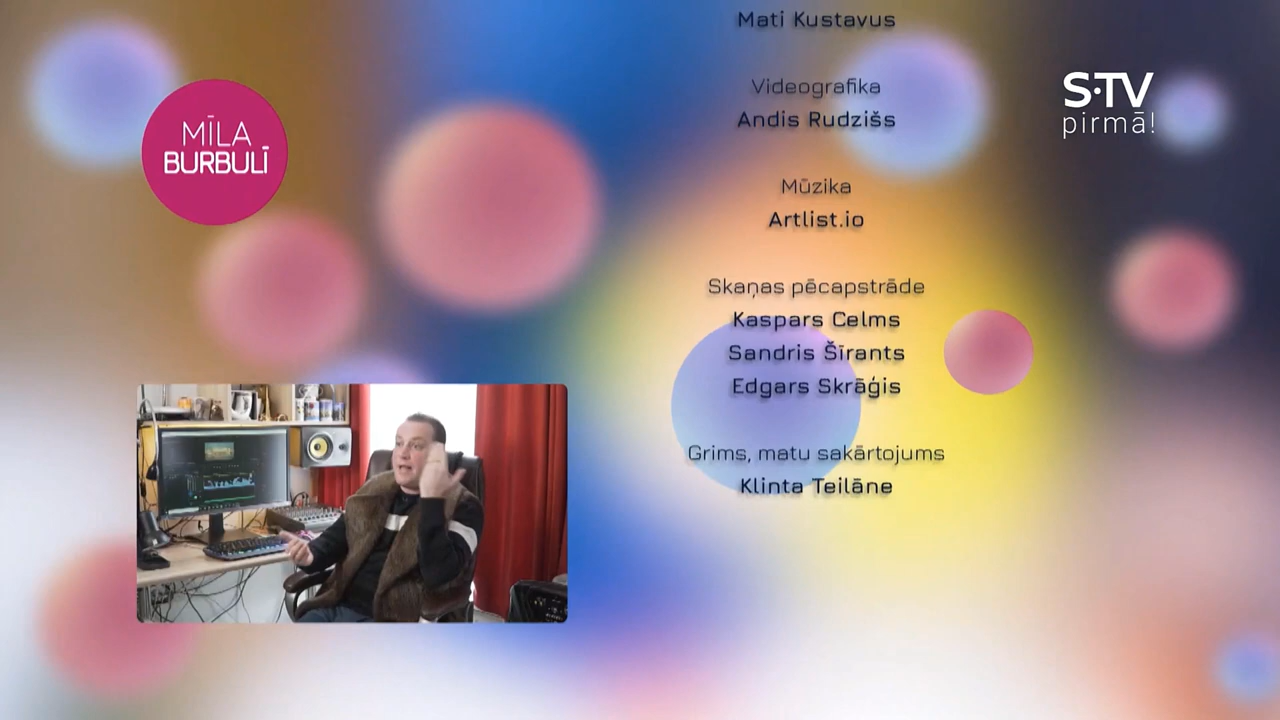 MĪLA
BURBULĪ
S·TV
pirmā!
Mati Kustavus
Videografika
Andis Rudzišs
Mūzika
Artlist.io
Skaņas pēcapstrāde
Kaspars Celms
Sandris Šīrants
Edgars Skrāģis
Grims, matu sakārtojums
Klinta Teilāne